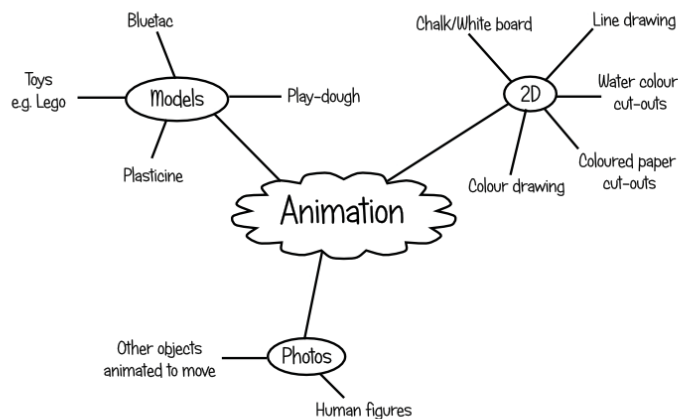 Bluetac
Toys
e.g. Lego
Models
Play-dough
Plasticine
Chalk/White board
Line drawing
2D
Water colour
cut-outs
Coloured paper
cut-outs
Colour drawing
Animation
Other objects
animated to move
Photos
Human figures